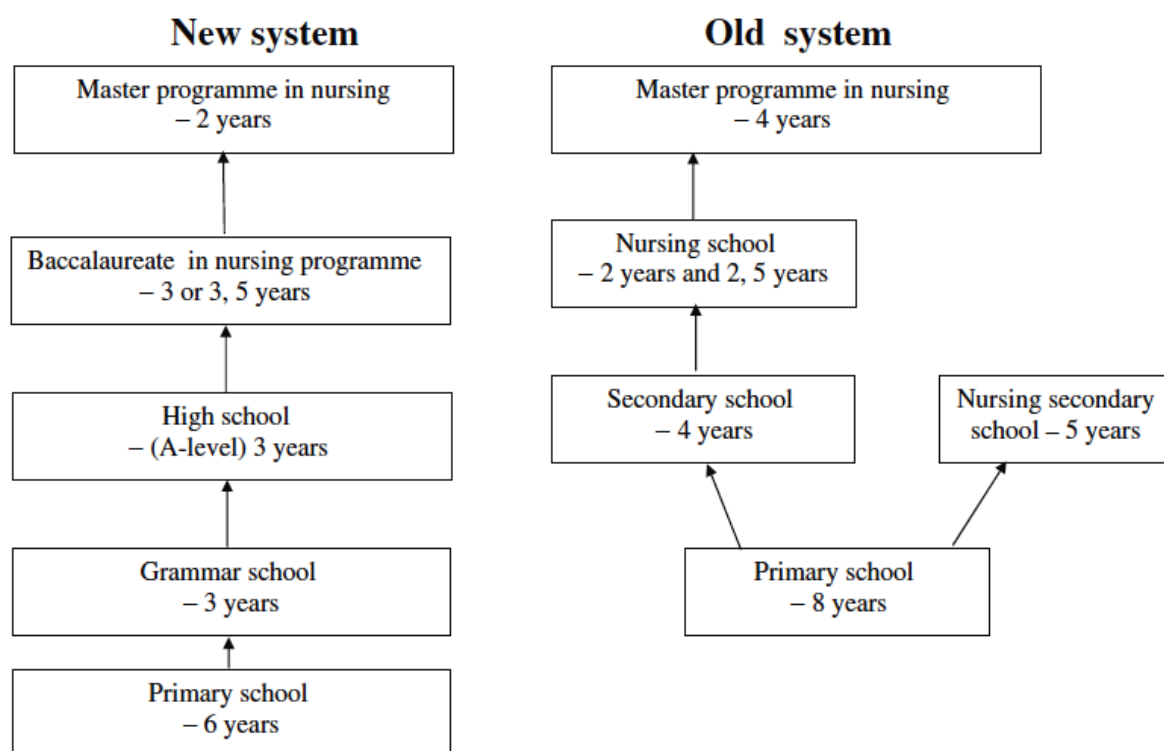 New system
Master programme in nursing
– 2 years
Baccalaureate in nursing programme
– 3 or 3, 5 years
High school
– (A-level) 3 years
Grammar school
– 3 years
Primary school
– 6 years
Old system
Master programme in nursing
– 4 years
Nursing school
– 2 years and 2, 5 years
Secondary school
– 4 years
Nursing secondary
school – 5 years
Primary school
– 8 years